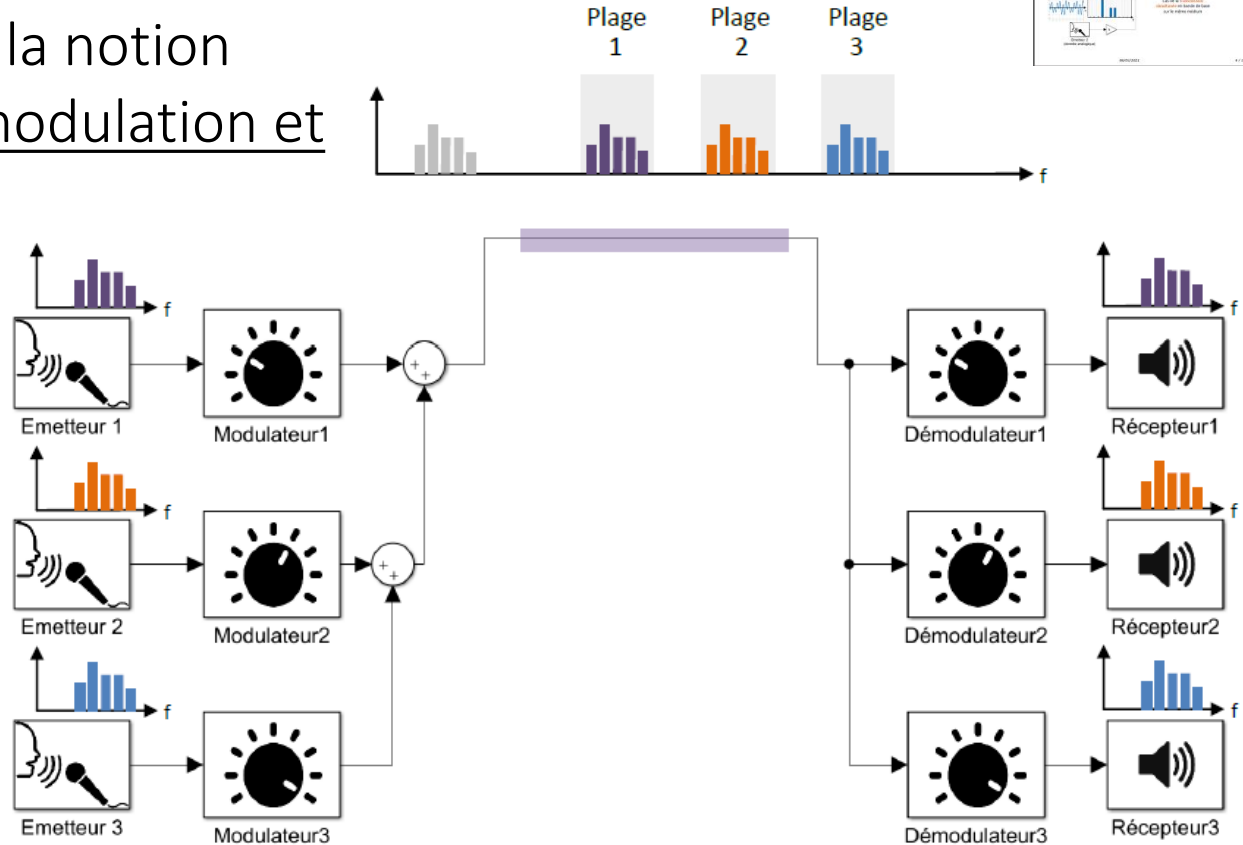 la notion
modulation et
Plage
1
Plage
2
Plage
3
f
f
Emetteur 1
Modulateur1
+
+
f
Démodulateur1
Récepteur1
f
Emetteur 2
Modulateur2
+
+
f
Démodulateur2
Récepteur2
f
Emetteur 3
Modulateur3
f
Démodulateur3
Récepteur3